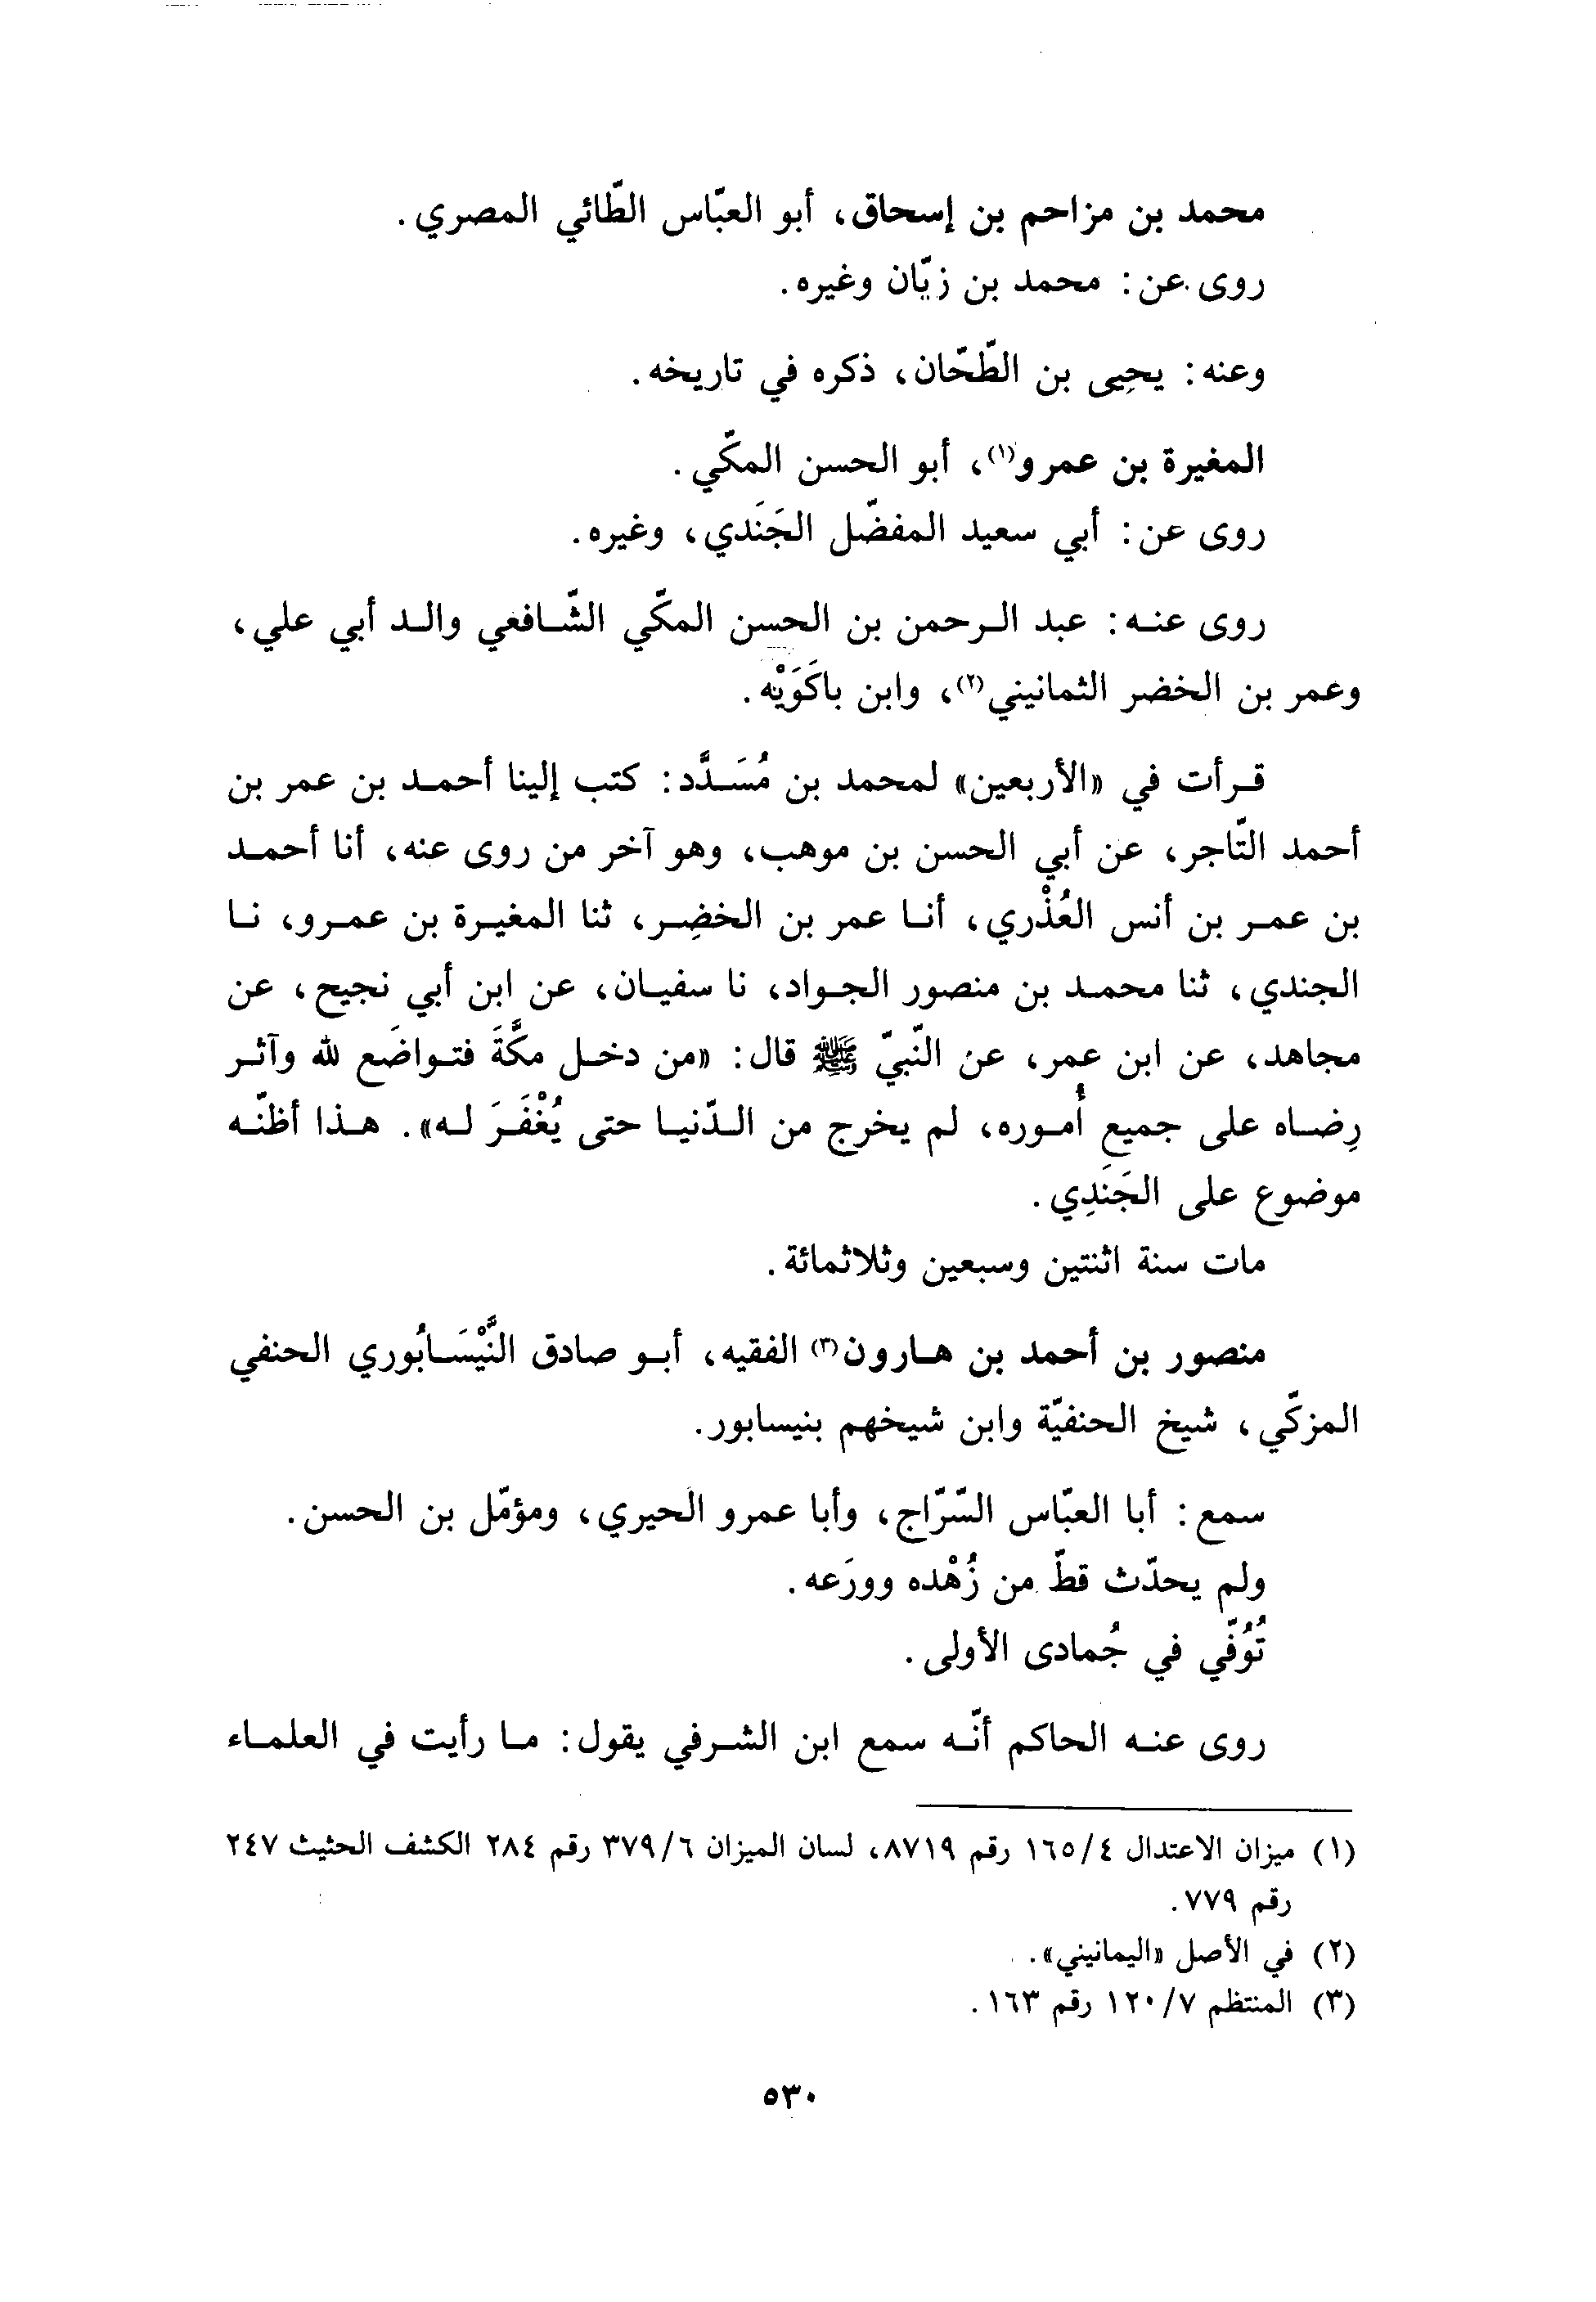 محمد بن مزاحم بن إسحاق، أبو العبّاس الطّائي المصري.
روى عن: محمد بن زيّان وغيره.
وعنه: يحيى بن الطّحّان، ذكره في تاريخه.
المغيرة بن عمرو(١)، أبو الحسن المكّي.
روى عن: أبي سعيد المفضّل الجَنَدي، وغيره.
روى عنه: عبد الرحمن بن الحسن المكّي الشّافعي والد أبي علي،
وعمر بن الخضر الثمانيني(٢)، وابن باكَوَيْه.
قرأت في «الأربعين» لمحمد بن مُسَدَّد: كتب إلينا أحمد بن عمر بن
أحمد التّاجر، عن أبي الحسن بن موهب، وهو آخر من روى عنه، أنا أحمد
بن عمر بن أنس العُذْري، أنا عمر بن الخضِر، ثنا المغيرة بن عمرو، نا
الجندي، ثنا محمد بن منصور الجواد، نا سفيان، عن ابن أبي نجيح، عن
مجاهد، عن ابن عمر، عن النّبيّ ﷺ قال: «من دخل مكَّةَ فتواضَع لله وآثر
رِضاه على جميع أُموره، لم يخرج من الدّنيا حتى يُغْفَرَ له». هذا أظنّه
موضوع على الجَنَدِي.
مات سنة اثنتين وسبعين وثلاثمائة.
منصور بن أحمد بن هارون(٣) الفقيه، أبو صادق النَّيْسَابُوري الحنفي
المزكّي، شيخ الحنفيّة وابن شيخهم بنيسابور.
سمع: أبا العبّاس السّرّاج، وأبا عمرو الحيري، ومؤمّل بن الحسن.
ولم يحدّث قطّ من زُهْده وورَعه.
تُوُفّي في جُمادى الأولى.
روى عنه الحاكم أنّه سمع ابن الشرفي يقول: ما رأيت في العلماء
(١) ميزان الاعتدال ٤/ ١٦٥ رقم ٨٧١٩، لسان الميزان ٦/ ٣٧٩ رقم ٢٨٤ الكشف الحثيث ٢٤٧
رقم ٧٧٩.
(٢) في الأصل «اليمانيني».
(٣) المنتظم ٧/ ١٢٠ رقم ١٦٣.
٥٣٠